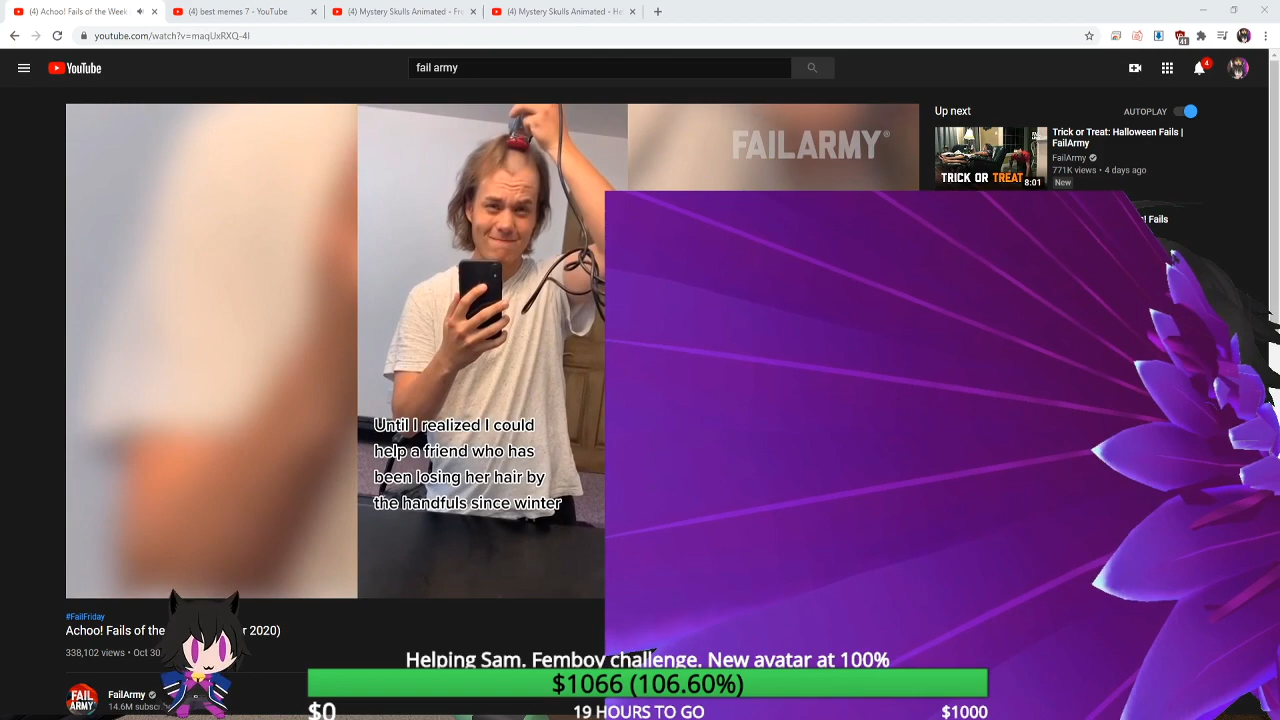 (4) Achoo! Fails of the Week
(4) best memes 7 - YouTube
(4) Mystery Skulls Animated - Fre
(4) Mystery Skulls Animated - He
youtube.com/watch?v=maqUxRXQ-4I
41
YouTube
fail army
4
FAILARMY®
Up next
AUTOPLAY
Trick or Treat: Halloween Fails |
FailArmy
FailArmy
771K views • 4 days ago
New
TRICK OR TREAT
8:01
! Fails
Until I realized I could
help a friend who has
been losing her hair by
the handfuls since winter
#FailFriday
Achoo! Fails of the
r 2020)
338,102 views • Oct 30
FAIL
ARMY
FailArmy
14.6M subsc
Helping Sam. Femboy challenge. New avatar at 100%
$1066 (106.60%)
$0
19 HOURS TO GO
$1000